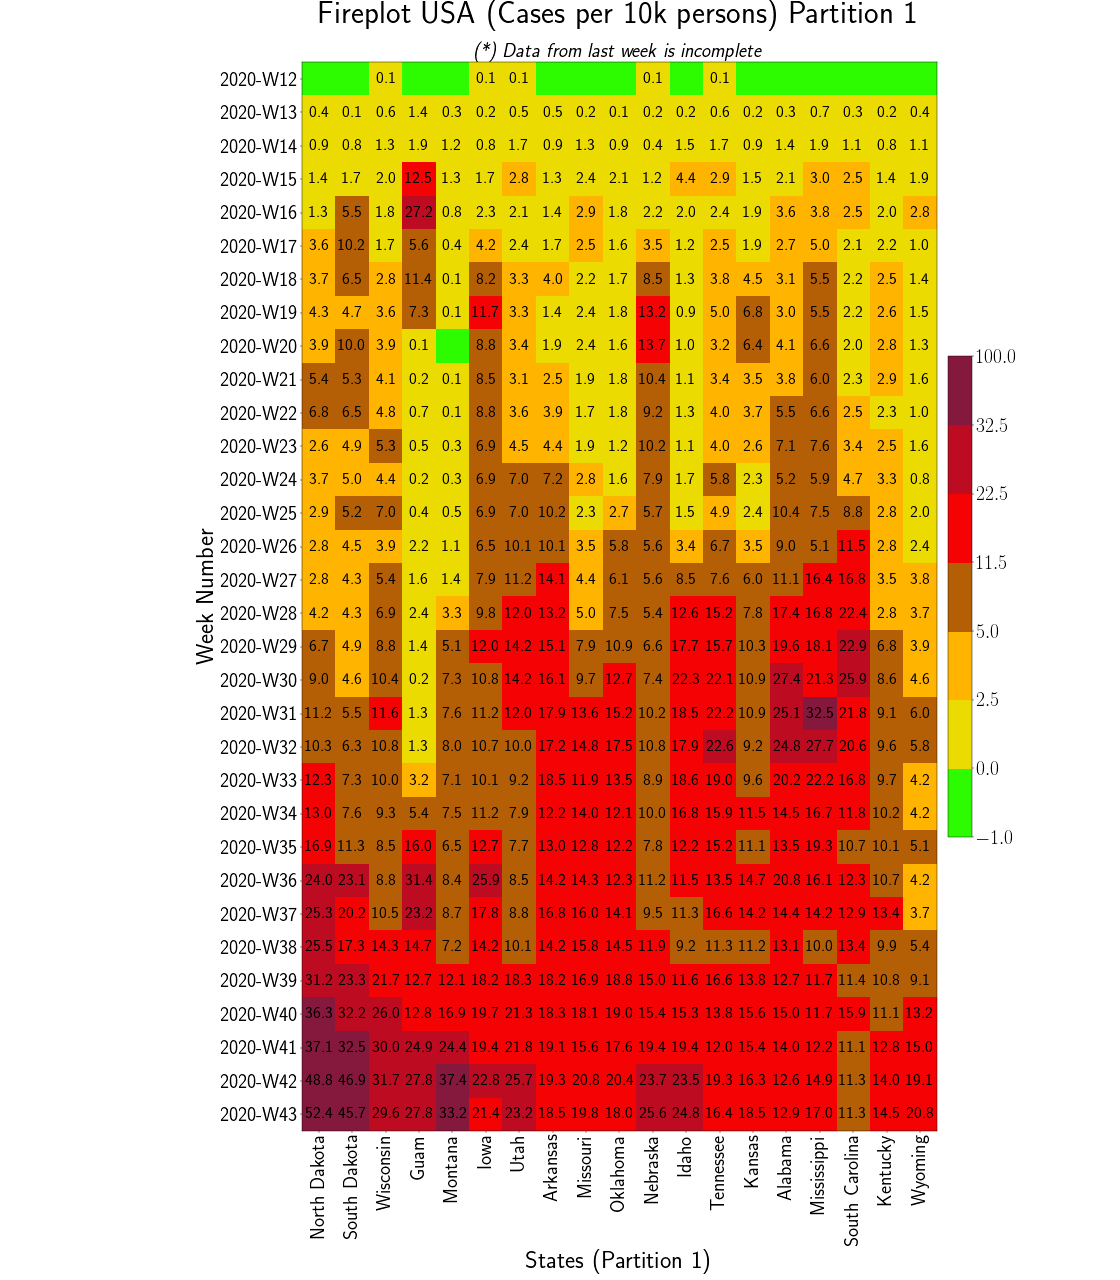 Fireplot USA (Cases per 10k persons) Partition 1
(*) Data from last week is incomplete
2020-W12 0.1 0.1 0.1 0.1 0.1
2020-W13 0.4 0.1 0.6 1.4 0.3 0.2 0.5 0.5 0.2 0.1 0.2 0.2 0.6 0.2 0.3 0.7 0.3 0.2 0.4
2020-W14 0.9 0.8 1.3 1.9 1.2 0.8 1.7 0.9 1.3 0.9 0.4 1.5 1.7 0.9 1.4 1.9 1.1 0.8 1.1
2020-W15 1.4 1.7 2.0 12.5 1.3 1.7 2.8 1.3 2.4 2.1 1.2 4.4 2.9 1.5 2.1 3.0 2.5 1.4 1.9
2020-W16 1.3 5.5 1.8 27.2 0.8 2.3 2.1 1.4 2.9 1.8 2.2 2.0 2.4 1.9 3.6 3.8 2.5 2.0 2.8
2020-W17 3.6 10.2 1.7 5.6 0.4 4.2 2.4 1.7 2.5 1.6 3.5 1.2 2.5 1.9 2.7 5.0 2.1 2.2 1.0
2020-W18 3.7 6.5 2.8 11.4 0.1 8.2 3.3 4.0 2.2 1.7 8.5 1.3 3.8 4.5 3.1 5.5 2.2 2.5 1.4
2020-W19 4.3 4.7 3.6 7.3 0.1 11.7 3.3 1.4 2.4 1.8 13.2 0.9 5.0 6.8 3.0 5.5 2.2 2.6 1.5
2020-W20 3.9 10.0 3.9 0.1 8.8 3.4 1.9 2.4 1.6 13.7 1.0 3.2 6.4 4.1 6.6 2.0 2.8 1.3
2020-W21 5.4 5.3 4.1 0.2 0.1 8.5 3.1 2.5 1.9 1.8 10.4 1.1 3.4 3.5 3.8 6.0 2.3 2.9 1.6
2020-W22 6.8 6.5 4.8 0.7 0.1 8.8 3.6 3.9 1.7 1.8 9.2 1.3 4.0 3.7 5.5 6.6 2.5 2.3 1.0
2020-W23 2.6 4.9 5.3 0.5 0.3 6.9 4.5 4.4 1.9 1.2 10.2 1.1 4.0 2.6 7.1 7.6 3.4 2.5 1.6
2020-W24 3.7 5.0 4.4 0.2 0.3 6.9 7.0 7.2 2.8 1.6 7.9 1.7 5.8 2.3 5.2 5.9 4.7 3.3 0.8
2020-W25 2.9 5.2 7.0 0.4 0.5 6.9 7.0 10.2 2.3 2.7 5.7 1.5 4.9 2.4 10.4 7.5 8.8 2.8 2.0
2020-W26 2.8 4.5 3.9 2.2 1.1 6.5 10.1 10.1 3.5 5.8 5.6 3.4 6.7 3.5 9.0 5.1 11.5 2.8 2.4
2020-W27 2.8 4.3 5.4 1.6 1.4 7.9 11.2 14.1 4.4 6.1 5.6 8.5 7.6 6.0 11.1 16.4 16.8 3.5 3.8
2020-W28 4.2 4.3 6.9 2.4 3.3 9.8 12.0 13.2 5.0 7.5 5.4 12.6 15.2 7.8 17.4 16.8 22.4 2.8 3.7
2020-W29 6.7 4.9 8.8 1.4 5.1 12.0 14.2 15.1 7.9 10.9 6.6 17.7 15.7 10.3 19.6 18.1 22.9 6.8 3.9
2020-W30 9.0 4.6 10.4 0.2 7.3 10.8 14.2 16.1 9.7 12.7 7.4 22.3 22.1 10.9 27.4 21.3 25.9 8.6 4.6
2020-W31 11.2 5.5 11.6 1.3 7.6 11.2 12.0 17.9 13.6 15.2 10.2 18.5 22.2 10.9 25.1 32.5 21.8 9.1 6.0
2020-W32 10.3 6.3 10.8 1.3 8.0 10.7 10.0 17.2 14.8 17.5 10.8 17.9 22.6 9.2 24.8 27.7 20.6 9.6 5.8
2020-W33 12.3 7.3 10.0 3.2 7.1 10.1 9.2 18.5 11.9 13.5 8.9 18.6 19.0 9.6 20.2 22.2 16.8 9.7 4.2
2020-W34 13.0 7.6 9.3 5.4 7.5 11.2 7.9 12.2 14.0 12.1 10.0 16.8 15.9 11.5 14.5 16.7 11.8 10.2 4.2
2020-W35 16.9 11.3 8.5 16.0 6.5 12.7 7.7 13.0 12.8 12.2 7.8 12.2 15.2 11.1 13.5 19.3 10.7 10.1 5.1
2020-W36 24.0 23.1 8.8 31.4 8.4 25.9 8.5 14.2 14.3 12.3 11.2 11.5 13.5 14.7 20.8 16.1 12.3 10.7 4.2
2020-W37 25.3 20.2 10.5 23.2 8.7 17.8 8.8 16.8 16.0 14.1 9.5 11.3 16.6 14.2 14.4 14.2 12.9 13.4 3.7
2020-W38 25.5 17.3 14.3 14.7 7.2 14.2 10.1 14.2 15.8 14.5 11.9 9.2 11.3 11.2 13.1 10.0 13.4 9.9 5.4
2020-W39 31.2 23.3 21.7 12.7 12.1 18.2 18.3 18.2 16.9 18.8 15.0 11.6 16.6 13.8 12.7 11.7 11.4 10.8 9.1
2020-W40 36.3 32.2 26.0 12.8 16.9 19.7 21.3 18.3 18.1 19.0 15.4 15.3 13.8 15.6 15.0 11.7 15.9 11.1 13.2
2020-W41 37.1 32.5 30.0 24.9 24.4 19.4 21.8 19.1 15.6 17.6 19.4 19.4 12.0 15.4 14.0 12.2 11.1 12.8 15.0
2020-W42 48.8 46.9 31.7 27.8 37.4 22.8 25.7 19.3 20.8 20.4 23.7 23.5 19.3 16.3 12.6 14.9 11.3 14.0 19.1
2020-W43 52.4 45.7 29.6 27.8 33.2 21.4 23.2 18.5 19.8 18.0 25.6 24.8 16.4 18.5 12.9 17.0 11.3 14.5 20.8
Week Number
North Dakota
South Dakota
Wisconsin
Guam
Montana
Iowa
Utah
Arkansas
Missouri
Oklahoma
Nebraska
Idaho
Tennessee
Kansas
Alabama
Mississippi
South Carolina
Kentucky
Wyoming
States (Partition 1)
100.0
32.5
22.5
11.5
5.0
2.5
0.0
−1.0